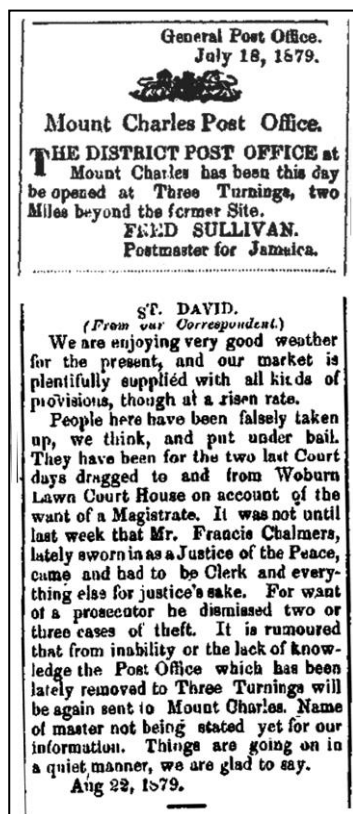 General Post Office.
July 18, 1879.
Mount Charles Post Office.
THE DISTRICT POST OFFICE at
Mount Charles has been this day
be opened at Three Turnings, two
Miles beyond the former Site.
FRED SULLIVAN.
Postmaster for Jamaica.
ST. DAVID.
(From our Correspondent.)
We are enjoying very good weather
for the present, and our market is
plentifully supplied with all kinds of
provisions, though at a risen rate.
People here have been falsely taken
up, we think, and put under bail.
They have been for the two last Court
days dragged to and from Woburn
Lawn Court House on account of the
want of a Magistrate. It was not until
last week that Mr. Francis Chalmers,
lately sworn in as a Justice of the Peace,
came and had to be Clerk and every-
thing else for justice's sake. For want
of a prosecutor he dismissed two or
three cases of theft. It is rumoured
that from inability or the lack of know-
ledge the Post Office which has been
lately removed to Three Turnings will
be again sent to Mount Charles. Name
of master not being stated yet for our
information. Things are going on in
a quiet manner, we are glad to say.
Aug 22, 1879.